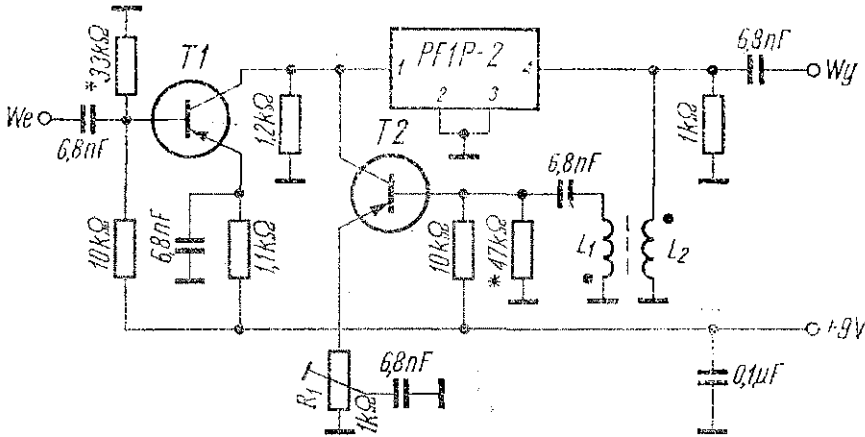 *33kΩ
T1
We
6,8nF
10kΩ
6,8nF
1,1kΩ
1,2kΩ
PF1P-2
1
4
2
3
T2
10kΩ
*47kΩ
6,8nF
L1
L2
1kΩ
6,8nF
Wy
+9V
0,1µF
R1
1kΩ
6,8nF